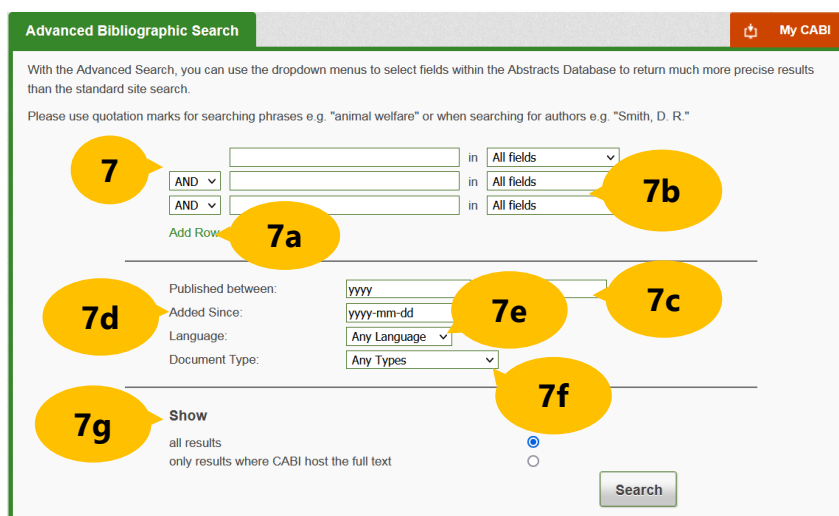 Advanced Bibliographic Search
My CABI
With the Advanced Search, you can use the dropdown menus to select fields within the Abstracts Database to return much more precise results
than the standard site search.
Please use quotation marks for searching phrases e.g. "animal welfare" or when searching for authors e.g. "Smith, D. R."
7
in All fields
AND in All fields
7b
AND in All fields
Add Row
7a
Published between: yyyy
7c
7d
Added Since: yyyy-mm-dd
7e
Language: Any Language
Document Type: Any Types
7f
7g
Show
all results
only results where CABI host the full text
Search